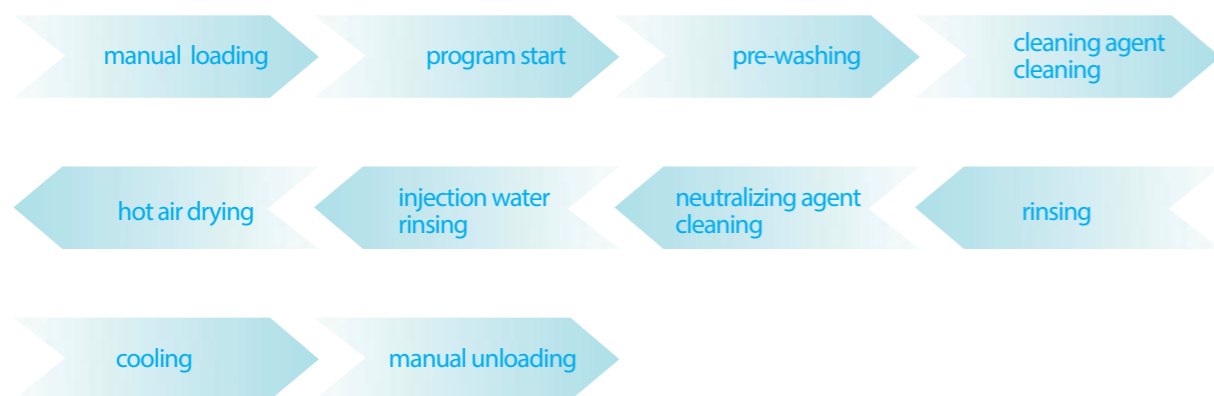 manual loading
program start
pre-washing
cleaning agent
cleaning
rinsing
neutralizing agent
cleaning
injection water
rinsing
hot air drying
cooling
manual unloading